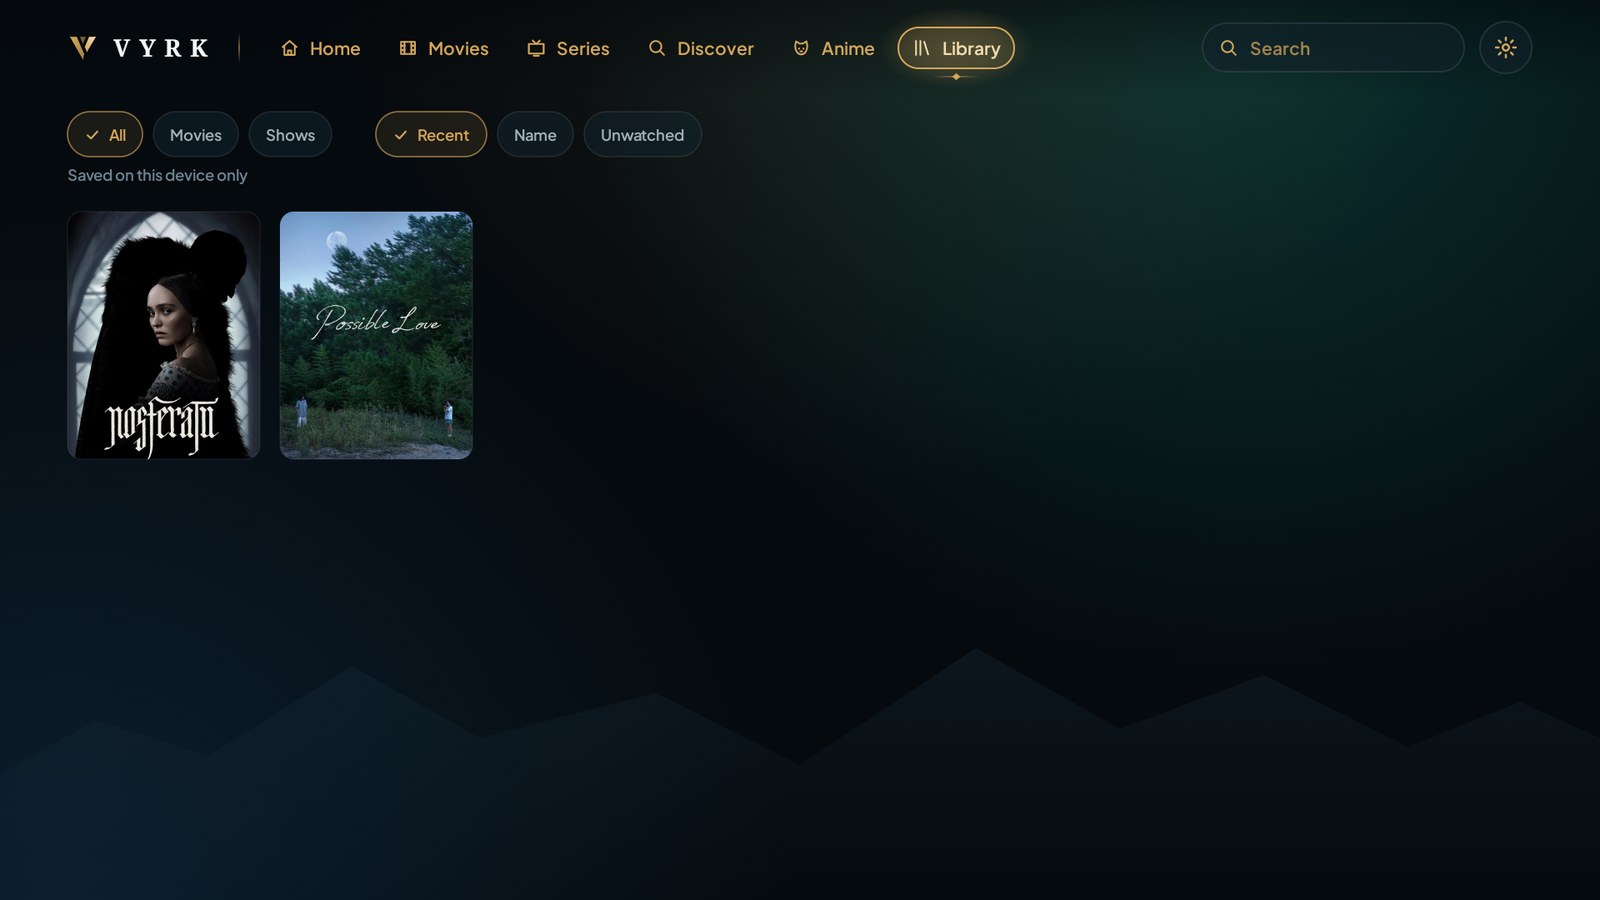 VYRK
Home
Movies
Series
Discover
Anime
Library
Search
All
Movies
Shows
Recent
Name
Unwatched
Saved on this device only
nosferatu
Possible Love